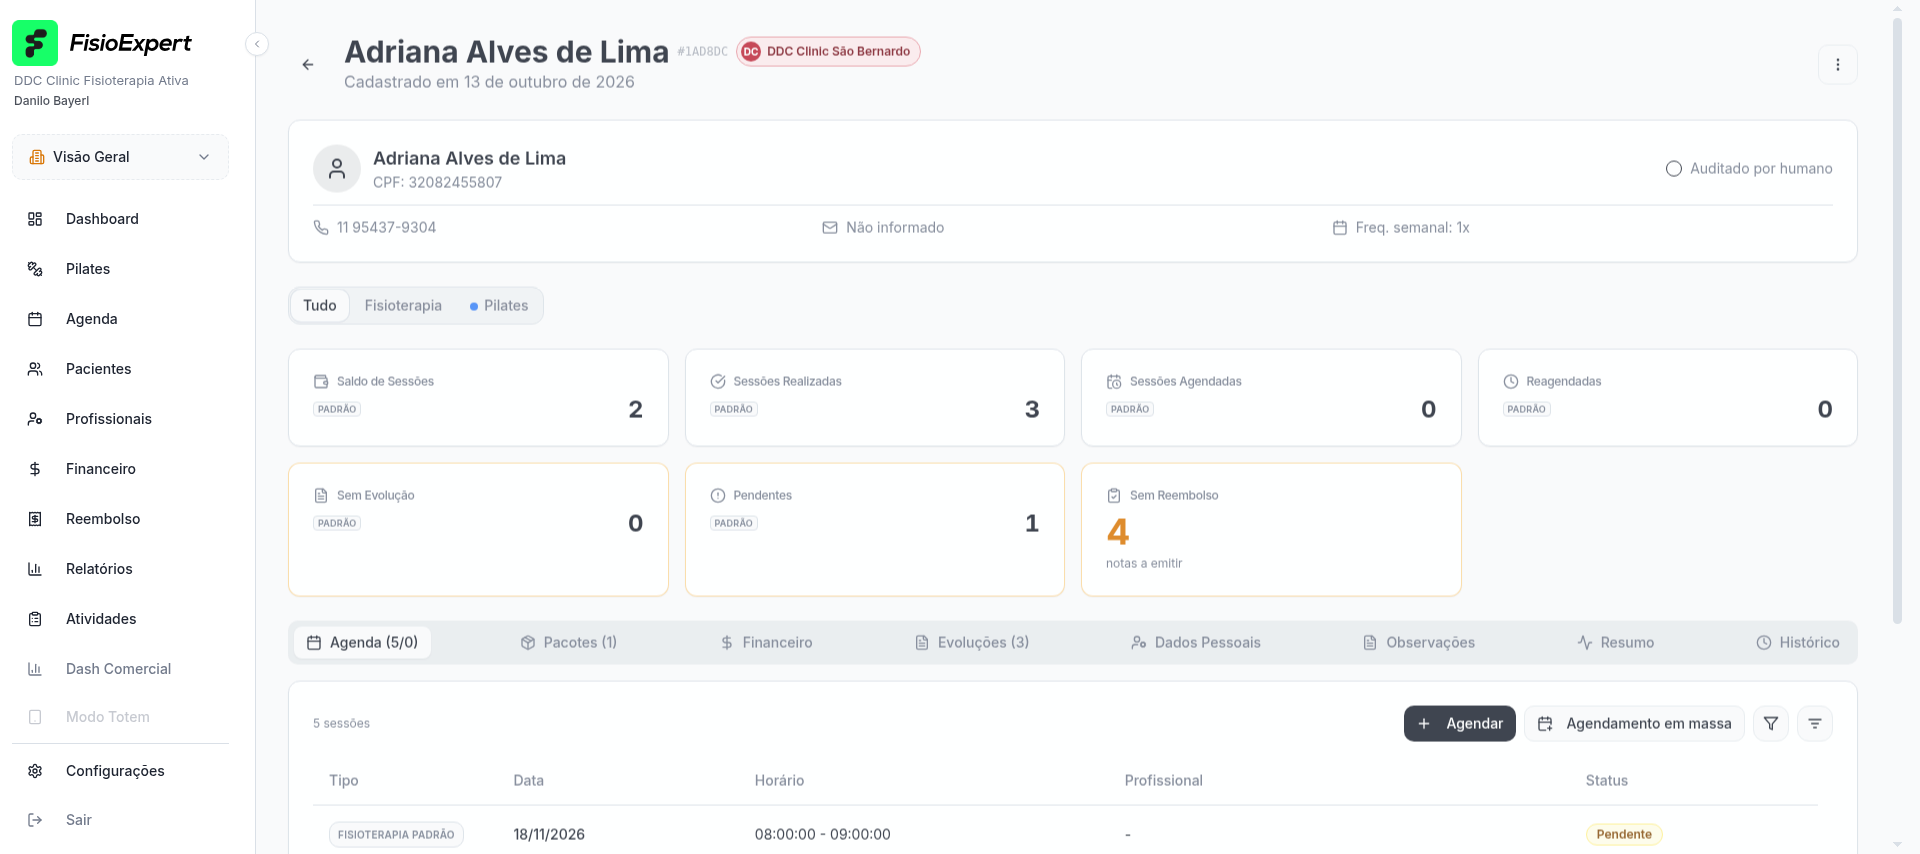 FisioExpert
DDC Clinic Fisioterapia Ativa
Danilo Bayerl
Visão Geral
Dashboard
Pilates
Agenda
Pacientes
Profissionais
Financeiro
Reembolso
Relatórios
Atividades
Dash Comercial
Modo Totem
Configurações
Sair
Adriana Alves de Lima #1AD8DC DC DDC Clinic São Bernardo
Cadastrado em 13 de outubro de 2026
Adriana Alves de Lima
CPF: 32082455807
Auditado por humano
11 95437-9304 Não informado Freq. semanal: 1x
Tudo Fisioterapia Pilates
Saldo de Sessões
PADRÃO 2
Sessões Realizadas
PADRÃO 3
Sessões Agendadas
PADRÃO 0
Reagendadas
PADRÃO 0
Sem Evolução
PADRÃO 0
Pendentes
PADRÃO 1
Sem Reembolso
4
notas a emitir
Agenda (5/0) Pacotes (1) Financeiro Evoluções (3) Dados Pessoais Observações Resumo Histórico
5 sessões Agendar Agendamento em massa
Tipo Data Horário Profissional Status
FISIOTERAPIA PADRÃO 18/11/2026 08:00:00 - 09:00:00 - Pendente